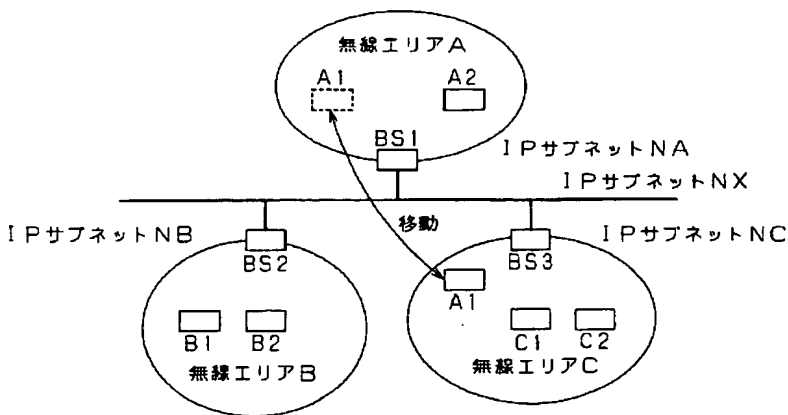 無線エリアA
A1
A2
BS1
IPサブネットNA
IPサブネットNX
移動
IPサブネットNB
IPサブネットNC
BS2
BS3
A1
B1
B2
C1
C2
無線エリアB
無線エリアC